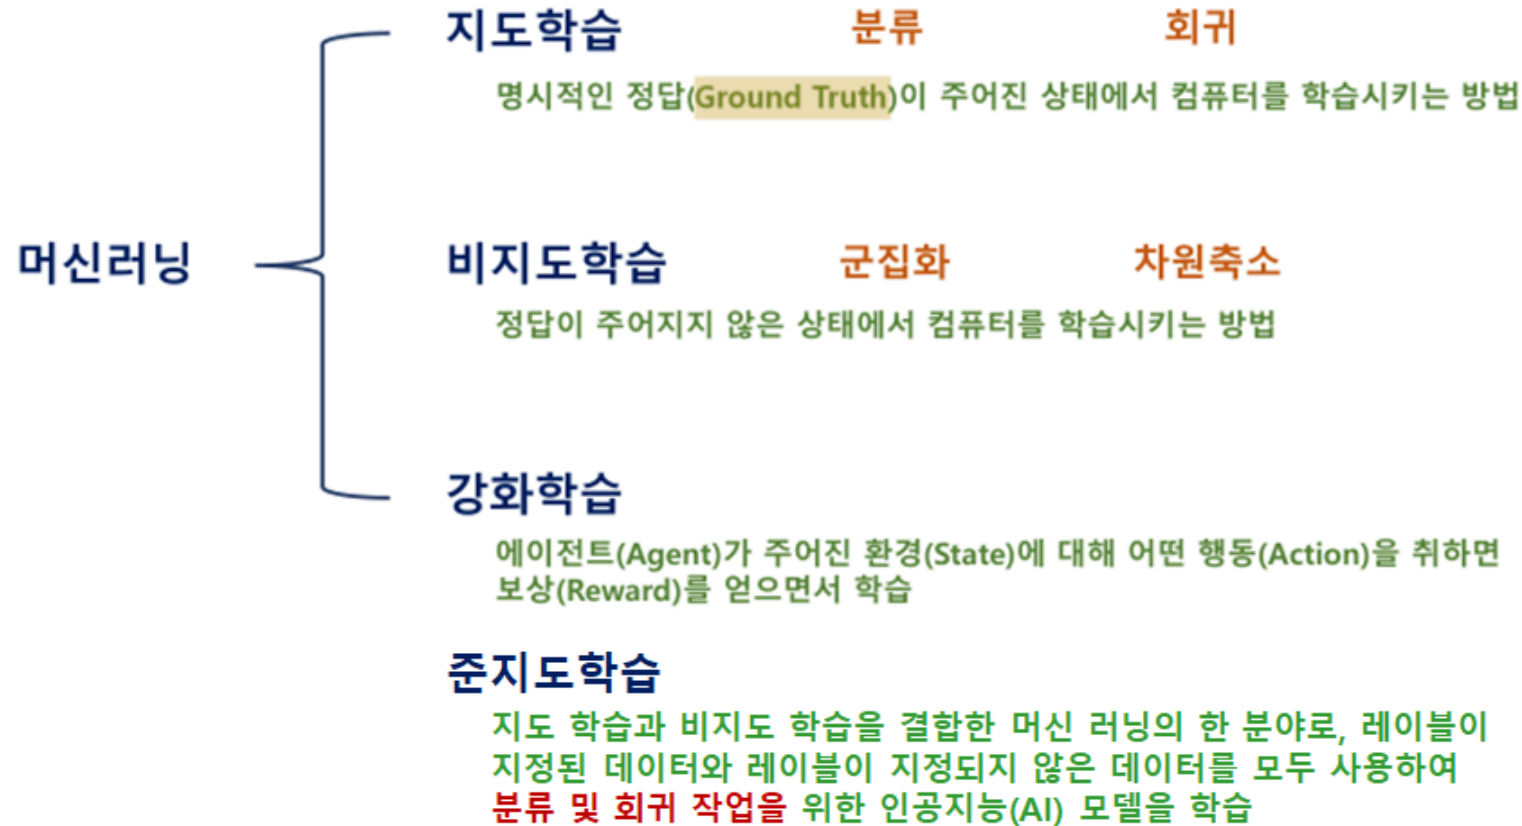 지도학습 분류 회귀
명시적인 정답(Ground Truth)이 주어진 상태에서 컴퓨터를 학습시키는 방법
머신러닝
비지도학습 군집화 차원축소
정답이 주어지지 않은 상태에서 컴퓨터를 학습시키는 방법
강화학습
에이전트(Agent)가 주어진 환경(State)에 대해 어떤 행동(Action)을 취하면
보상(Reward)를 얻으면서 학습
준지도학습
지도 학습과 비지도 학습을 결합한 머신 러닝의 한 분야로, 레이블이
지정된 데이터와 레이블이 지정되지 않은 데이터를 모두 사용하여
분류 및 회귀 작업을 위한 인공지능(AI) 모델을 학습